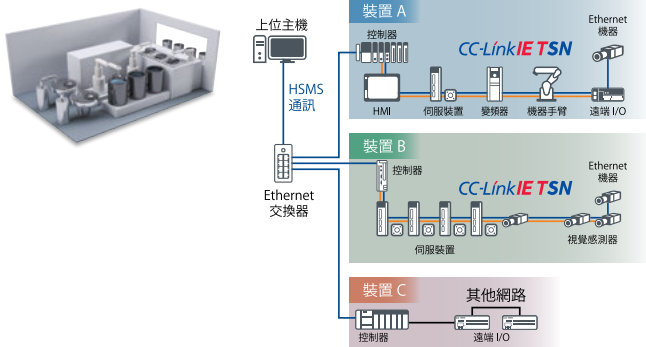 上位主機
HSMS
通訊
Ethernet
交換器
裝置 A
控制器
CC-Link IE TSN
Ethernet
機器
HMI
伺服裝置
變頻器
機器手臂
遠端 I/O
裝置 B
控制器
CC-Link IE TSN
Ethernet
機器
伺服裝置
視覺感測器
裝置 C
其他網路
控制器
遠端 I/O